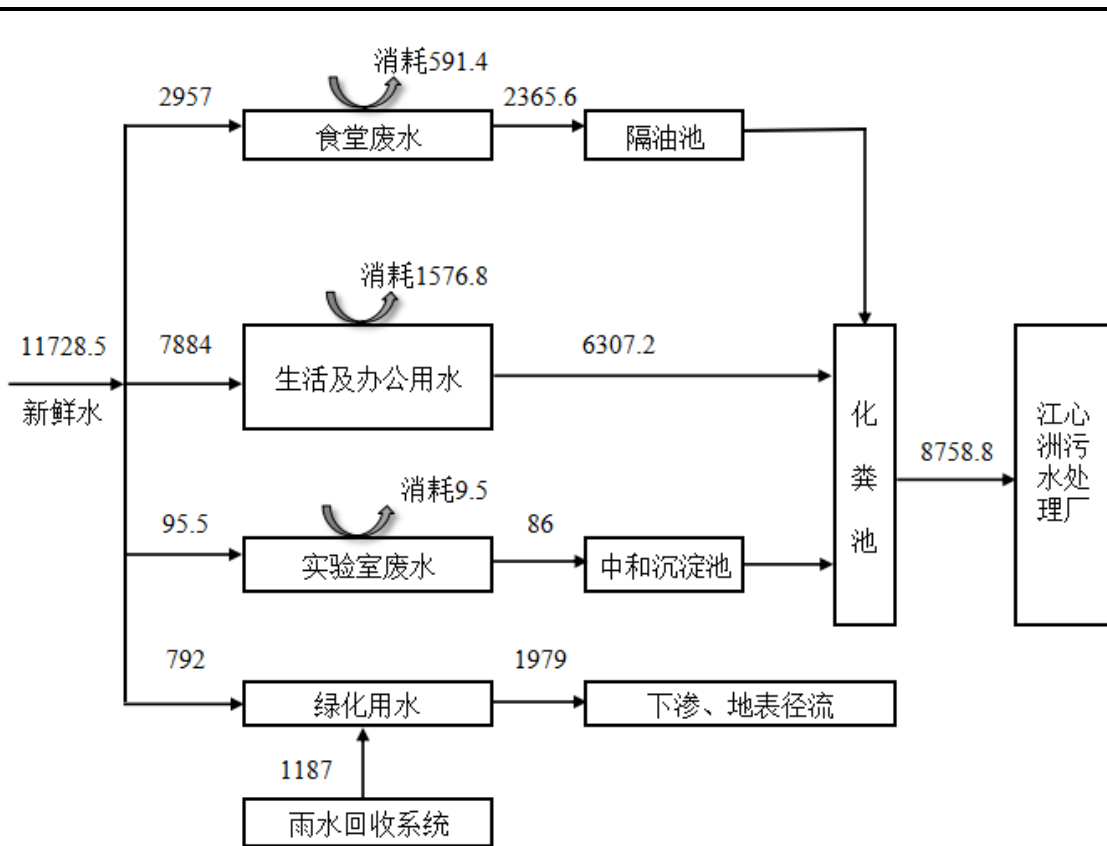 消耗591.4
2957
2365.6
食堂废水
隔油池
消耗1576.8
11728.5
7884
6307.2
生活及办公用水
新鲜水
化粪池
8758.8
江心
洲污
水处
理厂
消耗9.5
95.5
86
实验室废水
中和沉淀池
792
1979
绿化用水
下渗、地表径流
1187
雨水回收系统